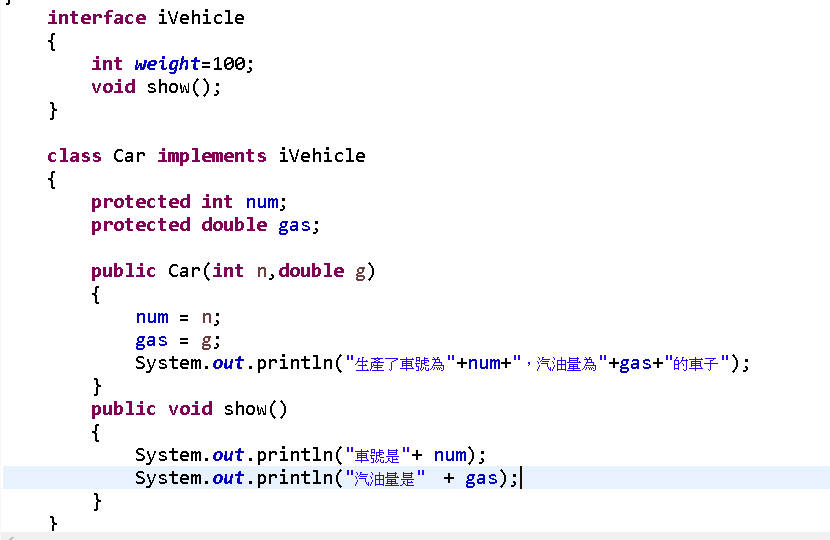 }
interface iVehicle
{
int weight=100;
void show();
}
class Car implements iVehicle
{
protected int num;
protected double gas;
public Car(int n,double g)
{
num = n;
gas = g;
System.out.println("生產了車號為"+num+"，汽油量為"+gas+"的車子");
}
public void show()
{
System.out.println("車號是"+ num);
System.out.println("汽油量是" + gas);
}
}